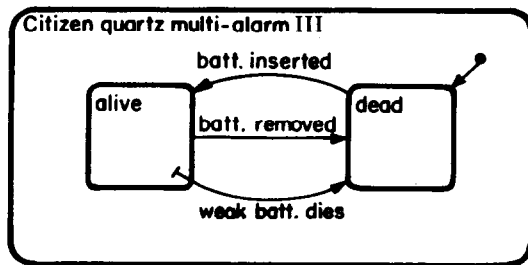 Citizen quartz multi-alarm III
batt. inserted
alive
dead
batt. removed
weak batt. dies